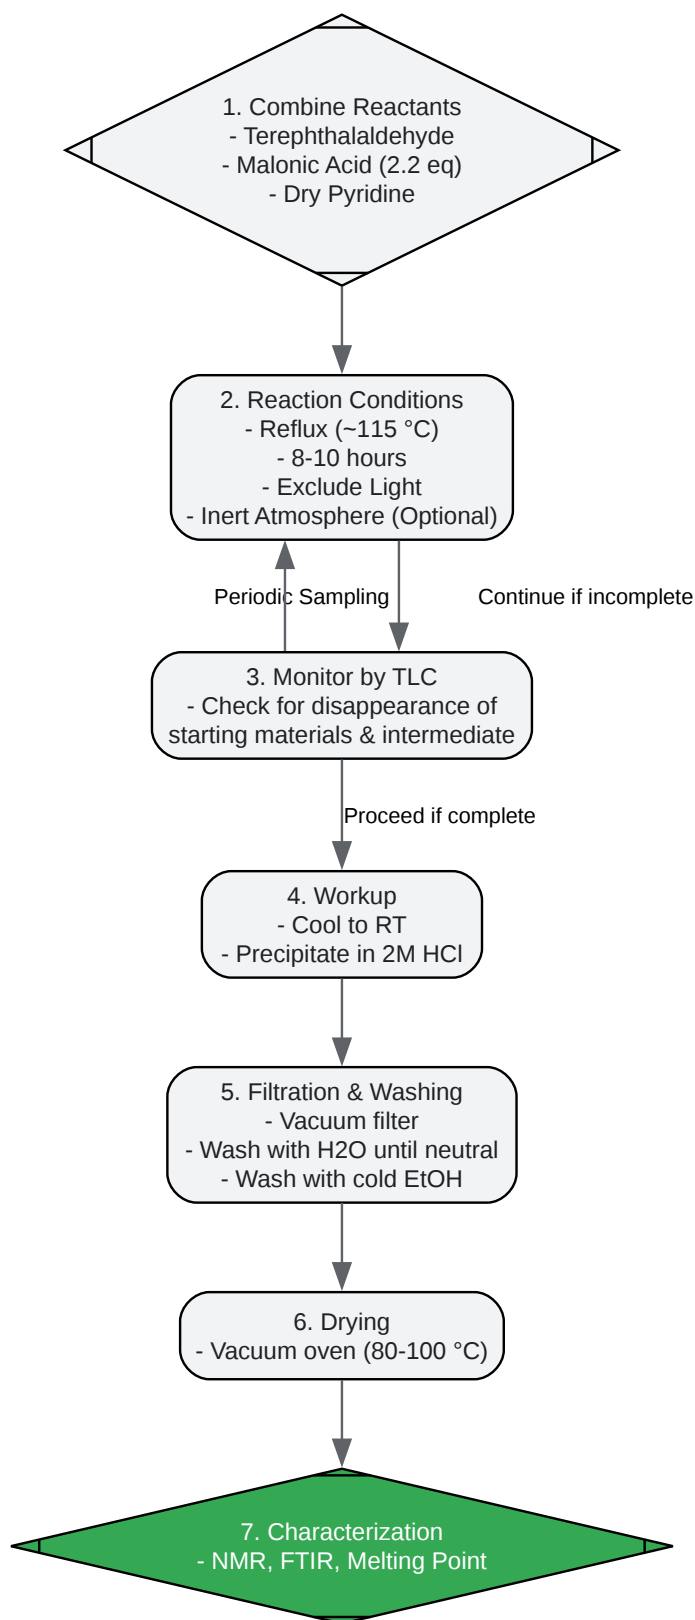 1. Combine Reactants
- Terephthalaldehyde
- Malonic Acid (2.2 eq)
- Dry Pyridine
2. Reaction Conditions
- Reflux (~115 °C)
- 8-10 hours
- Exclude Light
- Inert Atmosphere (Optional)
Periodic Sampling
Continue if incomplete
3. Monitor by TLC
- Check for disappearance of
starting materials & intermediate
Proceed if complete
4. Workup
- Cool to RT
- Precipitate in 2M HCl
5. Filtration & Washing
- Vacuum filter
- Wash with H2O until neutral
- Wash with cold EtOH
6. Drying
- Vacuum oven (80-100 °C)
7. Characterization
- NMR, FTIR, Melting Point